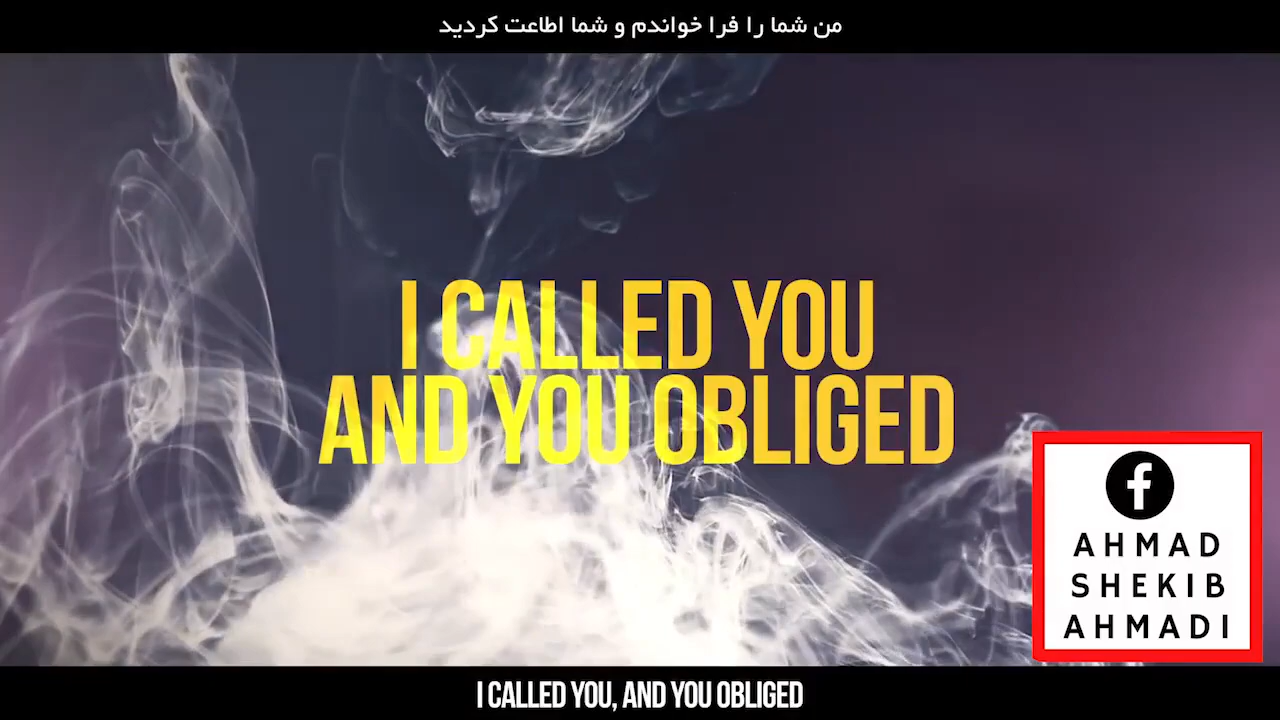 من شما را فرا خواندم و شما اطاعت کردید
I CALLED YOU
AND YOU OBLIGED
f
AHMAD
SHEKIB
AHMADI
I CALLED YOU, AND YOU OBLIGED